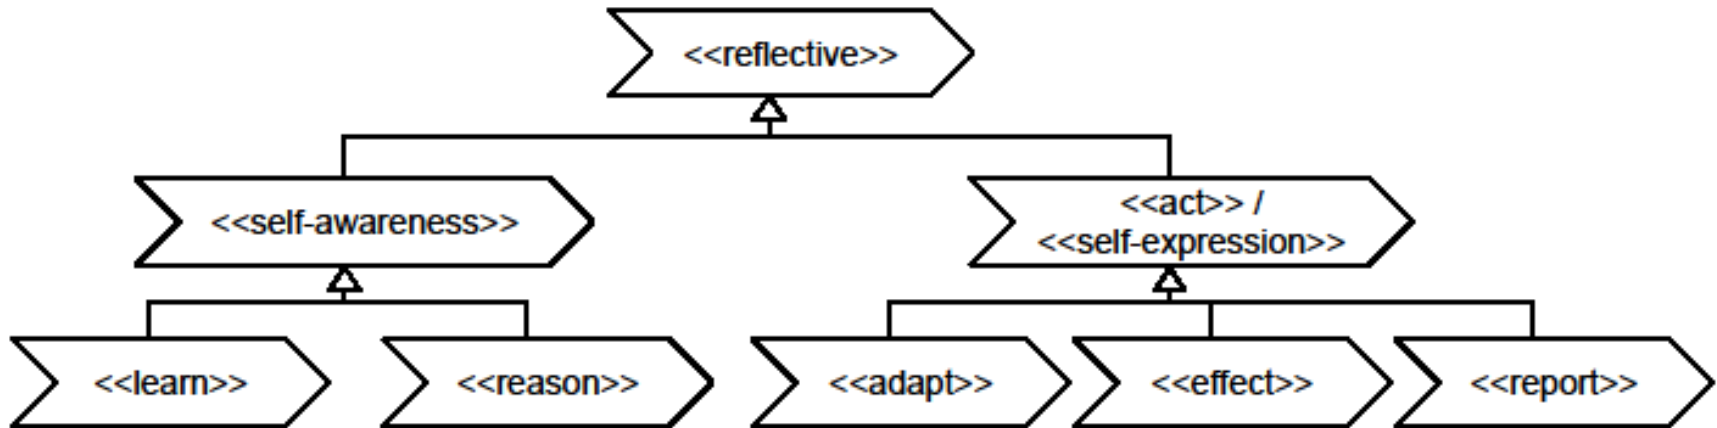 <<reflective>>
<<self-awareness>>
<<act>> /
<<self-expression>>
<<learn>>
<<reason>>
<<adapt>>
<<effect>>
<<report>>